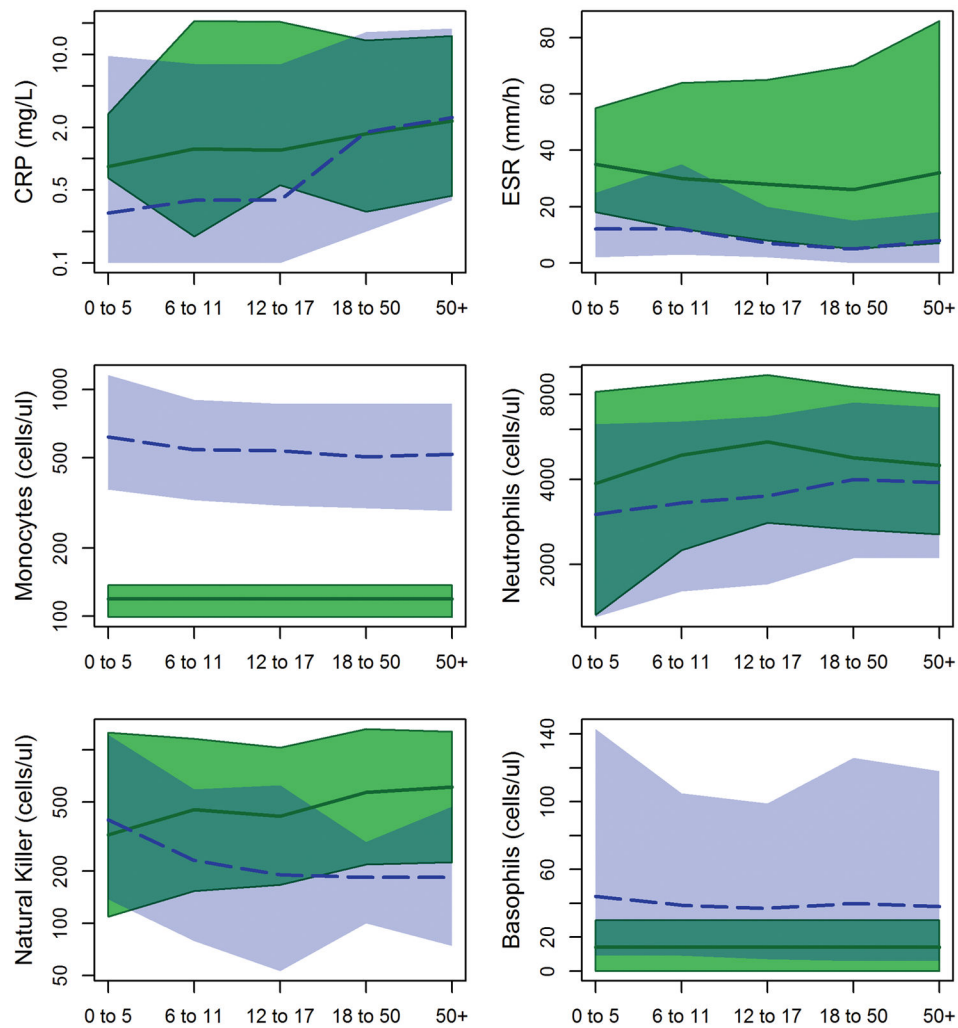 CRP (mg/L)
10.0
2.0
0.5
0.1
0 to 5 6 to 11 12 to 17 18 to 50 50+
ESR (mm/h)
80
60
40
20
0
0 to 5 6 to 11 12 to 17 18 to 50 50+
Monocytes (cells/ul)
1000
500
200
100
0 to 5 6 to 11 12 to 17 18 to 50 50+
Neutrophils (cells/ul)
8000
4000
2000
0 to 5 6 to 11 12 to 17 18 to 50 50+
Natural Killer (cells/ul)
500
200
100
50
0 to 5 6 to 11 12 to 17 18 to 50 50+
Basophils (cells/ul)
140
100
60
40
20
0
0 to 5 6 to 11 12 to 17 18 to 50 50+